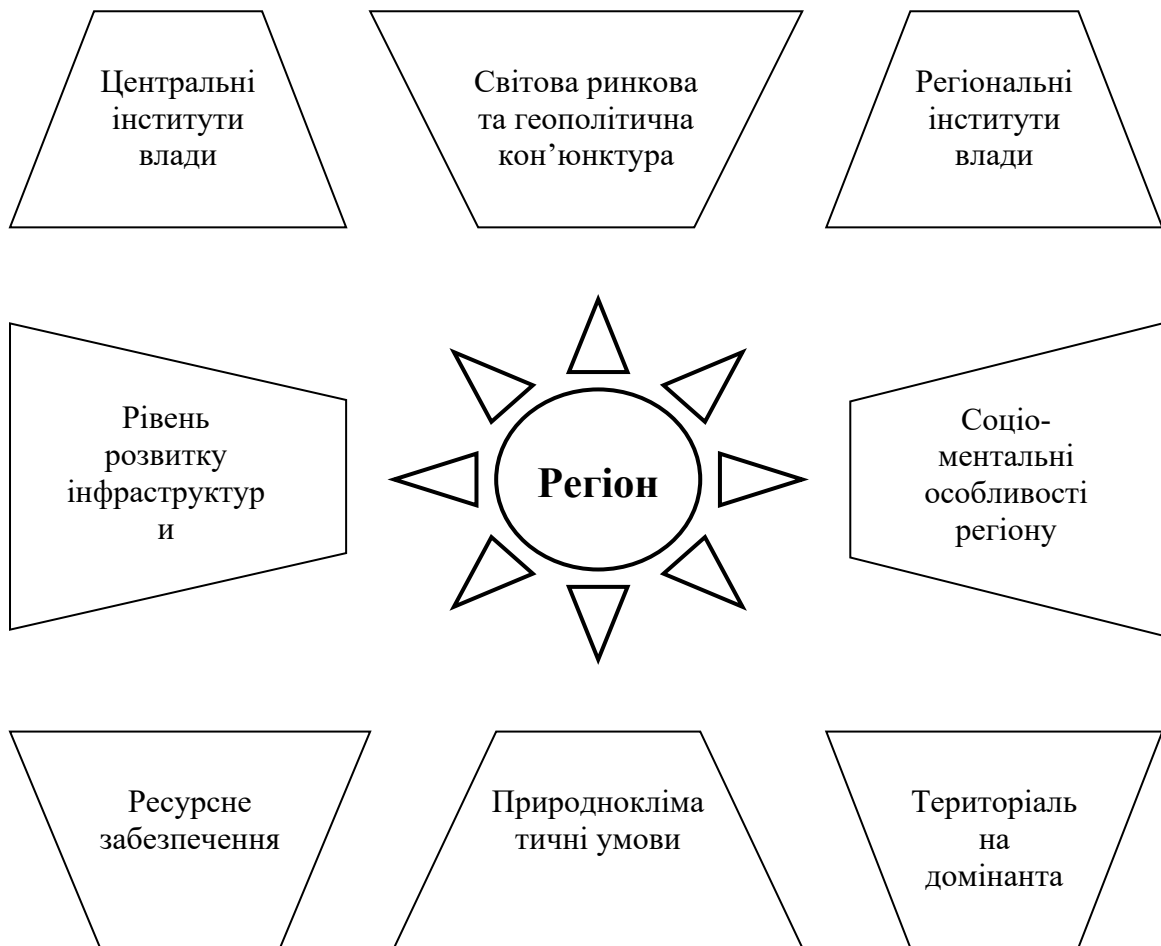 Центральні
інститути
влади
Світова ринкова
та геополітична
кон’юнктура
Регіональні
інститути
влади
Рівень
розвитку
інфраструктур
и
Регіон
Соціо-
ментальні
особливості
регіону
Ресурсне
забезпечення
Природнокліма
тичні умови
Територіаль
на
домінанта